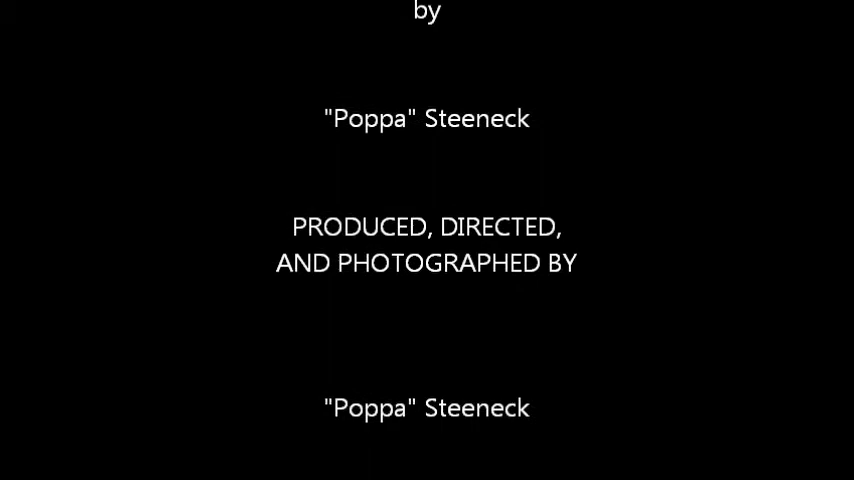 by
"Poppa" Steeneck
PRODUCED, DIRECTED,
AND PHOTOGRAPHED BY
"Poppa" Steeneck